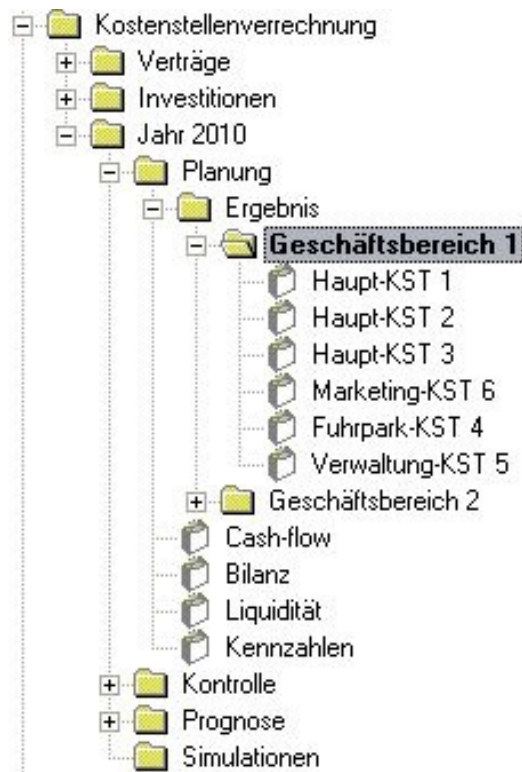 Kostenstellenverrechnung
Verträge
Investitionen
Jahr 2010
Planung
Ergebnis
Geschäftsbereich 1
Haupt-KST 1
Haupt-KST 2
Haupt-KST 3
Marketing-KST 6
Fuhrpark-KST 4
Verwaltung-KST 5
Geschäftsbereich 2
Cash-flow
Bilanz
Liquidität
Kennzahlen
Kontrolle
Prognose
Simulationen